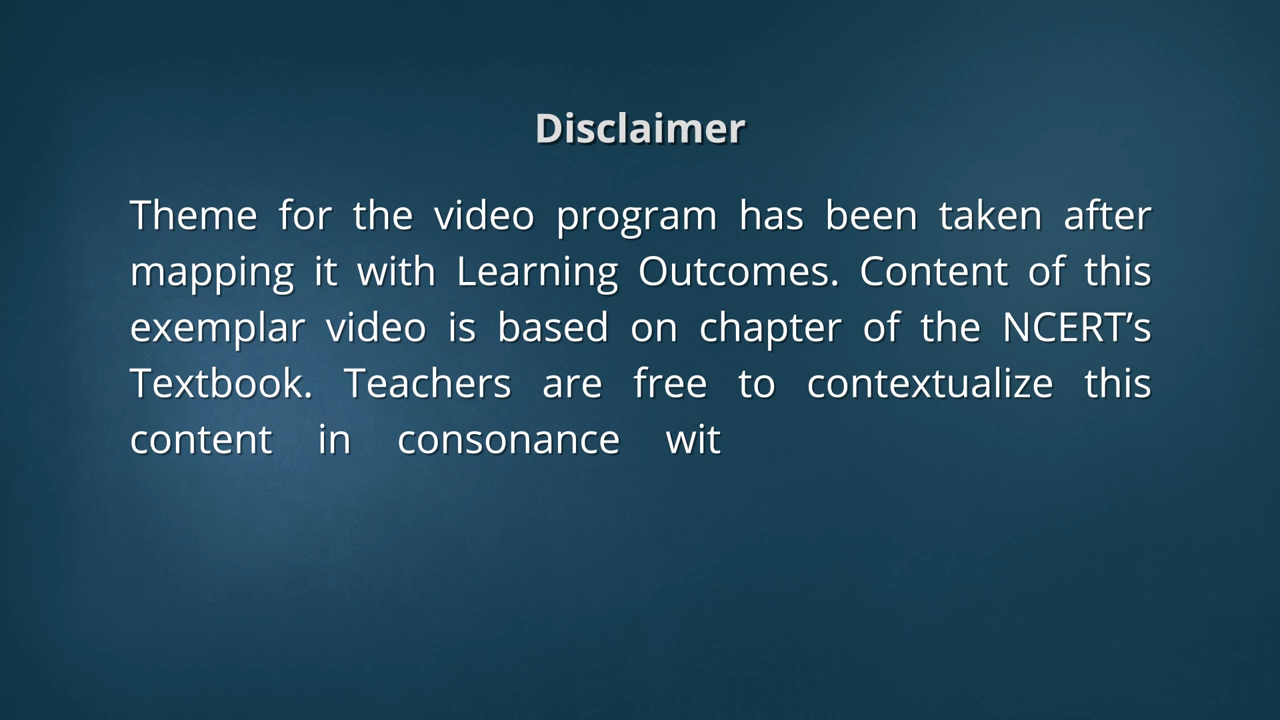 Disclaimer
Theme for the video program has been taken after
mapping it with Learning Outcomes. Content of this
exemplar video is based on chapter of the NCERT’s
Textbook. Teachers are free to contextualize this
content in consonance wit